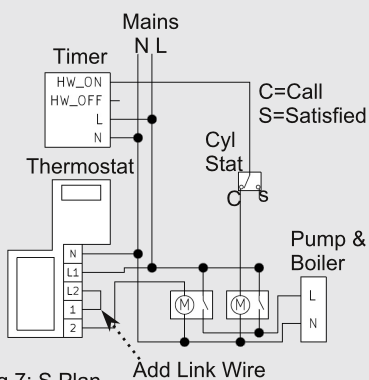 Mains
N L
Timer
HW_ON
HW_OFF
L
N
C=Call
S=Satisfied
Cyl
Stat
C S
Thermostat
N
L1
L2
1
2
M
M
Pump &
Boiler
L
N
Add Link Wire
g 7: S Plan